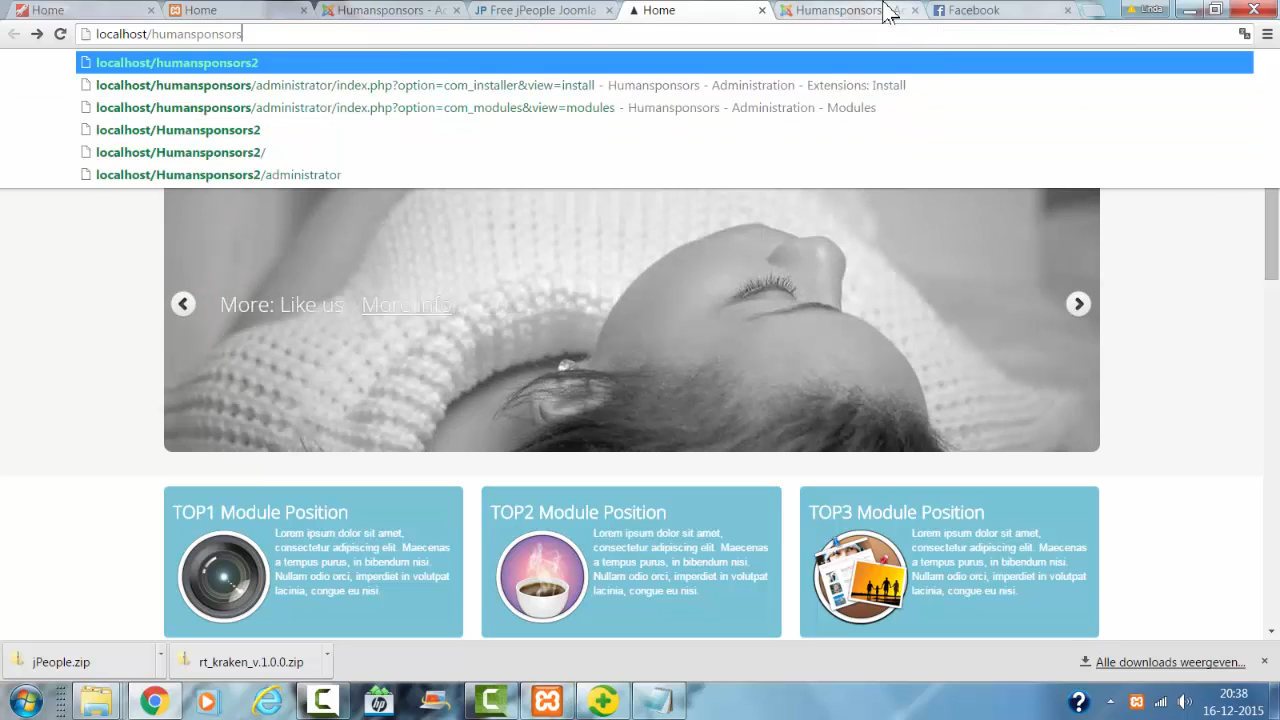 Home
Home
Humansponsors - Ac
Free jPeople Joomla
Home
Humansponsors
Facebook
Linda
localhost/humansponsors
localhost/humansponsors2
localhost/humansponsors/administrator/index.php?option=com_installer&view=install - Humansponsors - Administration - Extensions: Install
localhost/humansponsors/administrator/index.php?option=com_modules&view=modules - Humansponsors - Administration - Modules
localhost/Humansponsors2
localhost/Humansponsors2/
localhost/Humansponsors2/administrator
More: Like us More info
TOP1 Module Position
Lorem ipsum dolor sit amet,
consectetur adipiscing elit. Maecenas
a tempus purus, in bibendum nisi.
Nullam odio orci, imperdiet in volutpat
lacinia, congue eu nisi.
TOP2 Module Position
Lorem ipsum dolor sit amet,
consectetur adipiscing elit. Maecenas
a tempus purus, in bibendum nisi.
Nullam odio orci, imperdiet in volutpat
lacinia, congue eu nisi.
TOP3 Module Position
Lorem ipsum dolor sit amet,
consectetur adipiscing elit. Maecenas
a tempus purus, in bibendum nisi.
Nullam odio orci, imperdiet in volutpat
lacinia, congue eu nisi.
jPeople.zip
rt_kraken_v.1.0.0.zip
Alle downloads weergeven...
20:38
16-12-2015